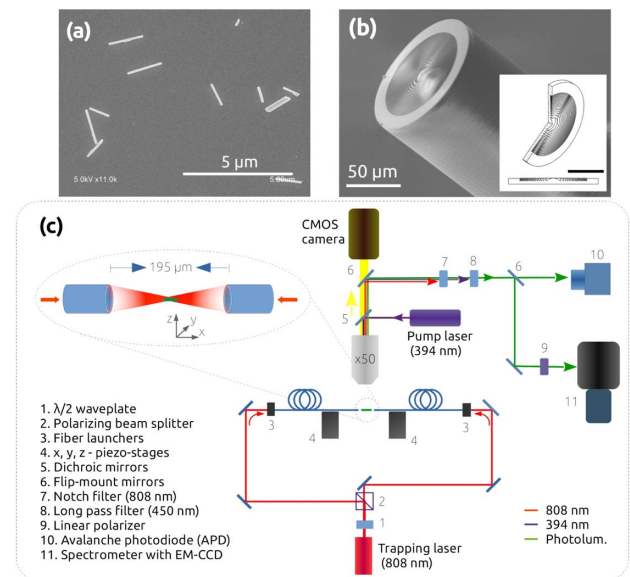 (a)
5 µm
5.0kV x11.0k
5.00um
(b)
50 µm
(c)
195 µm
z
y
x
CMOS
camera
6
5
x50
Pump laser
(394 nm)
7
8
6
10
9
11
3
4
4
3
2
1
Trapping laser
(808 nm)
1. λ/2 waveplate
2. Polarizing beam splitter
3. Fiber launchers
4. x, y, z - piezo-stages
5. Dichroic mirrors
6. Flip-mount mirrors
7. Notch filter (808 nm)
8. Long pass filter (450 nm)
9. Linear polarizer
10. Avalanche photodiode (APD)
11. Spectrometer with EM-CCD
808 nm
394 nm
Photolum.